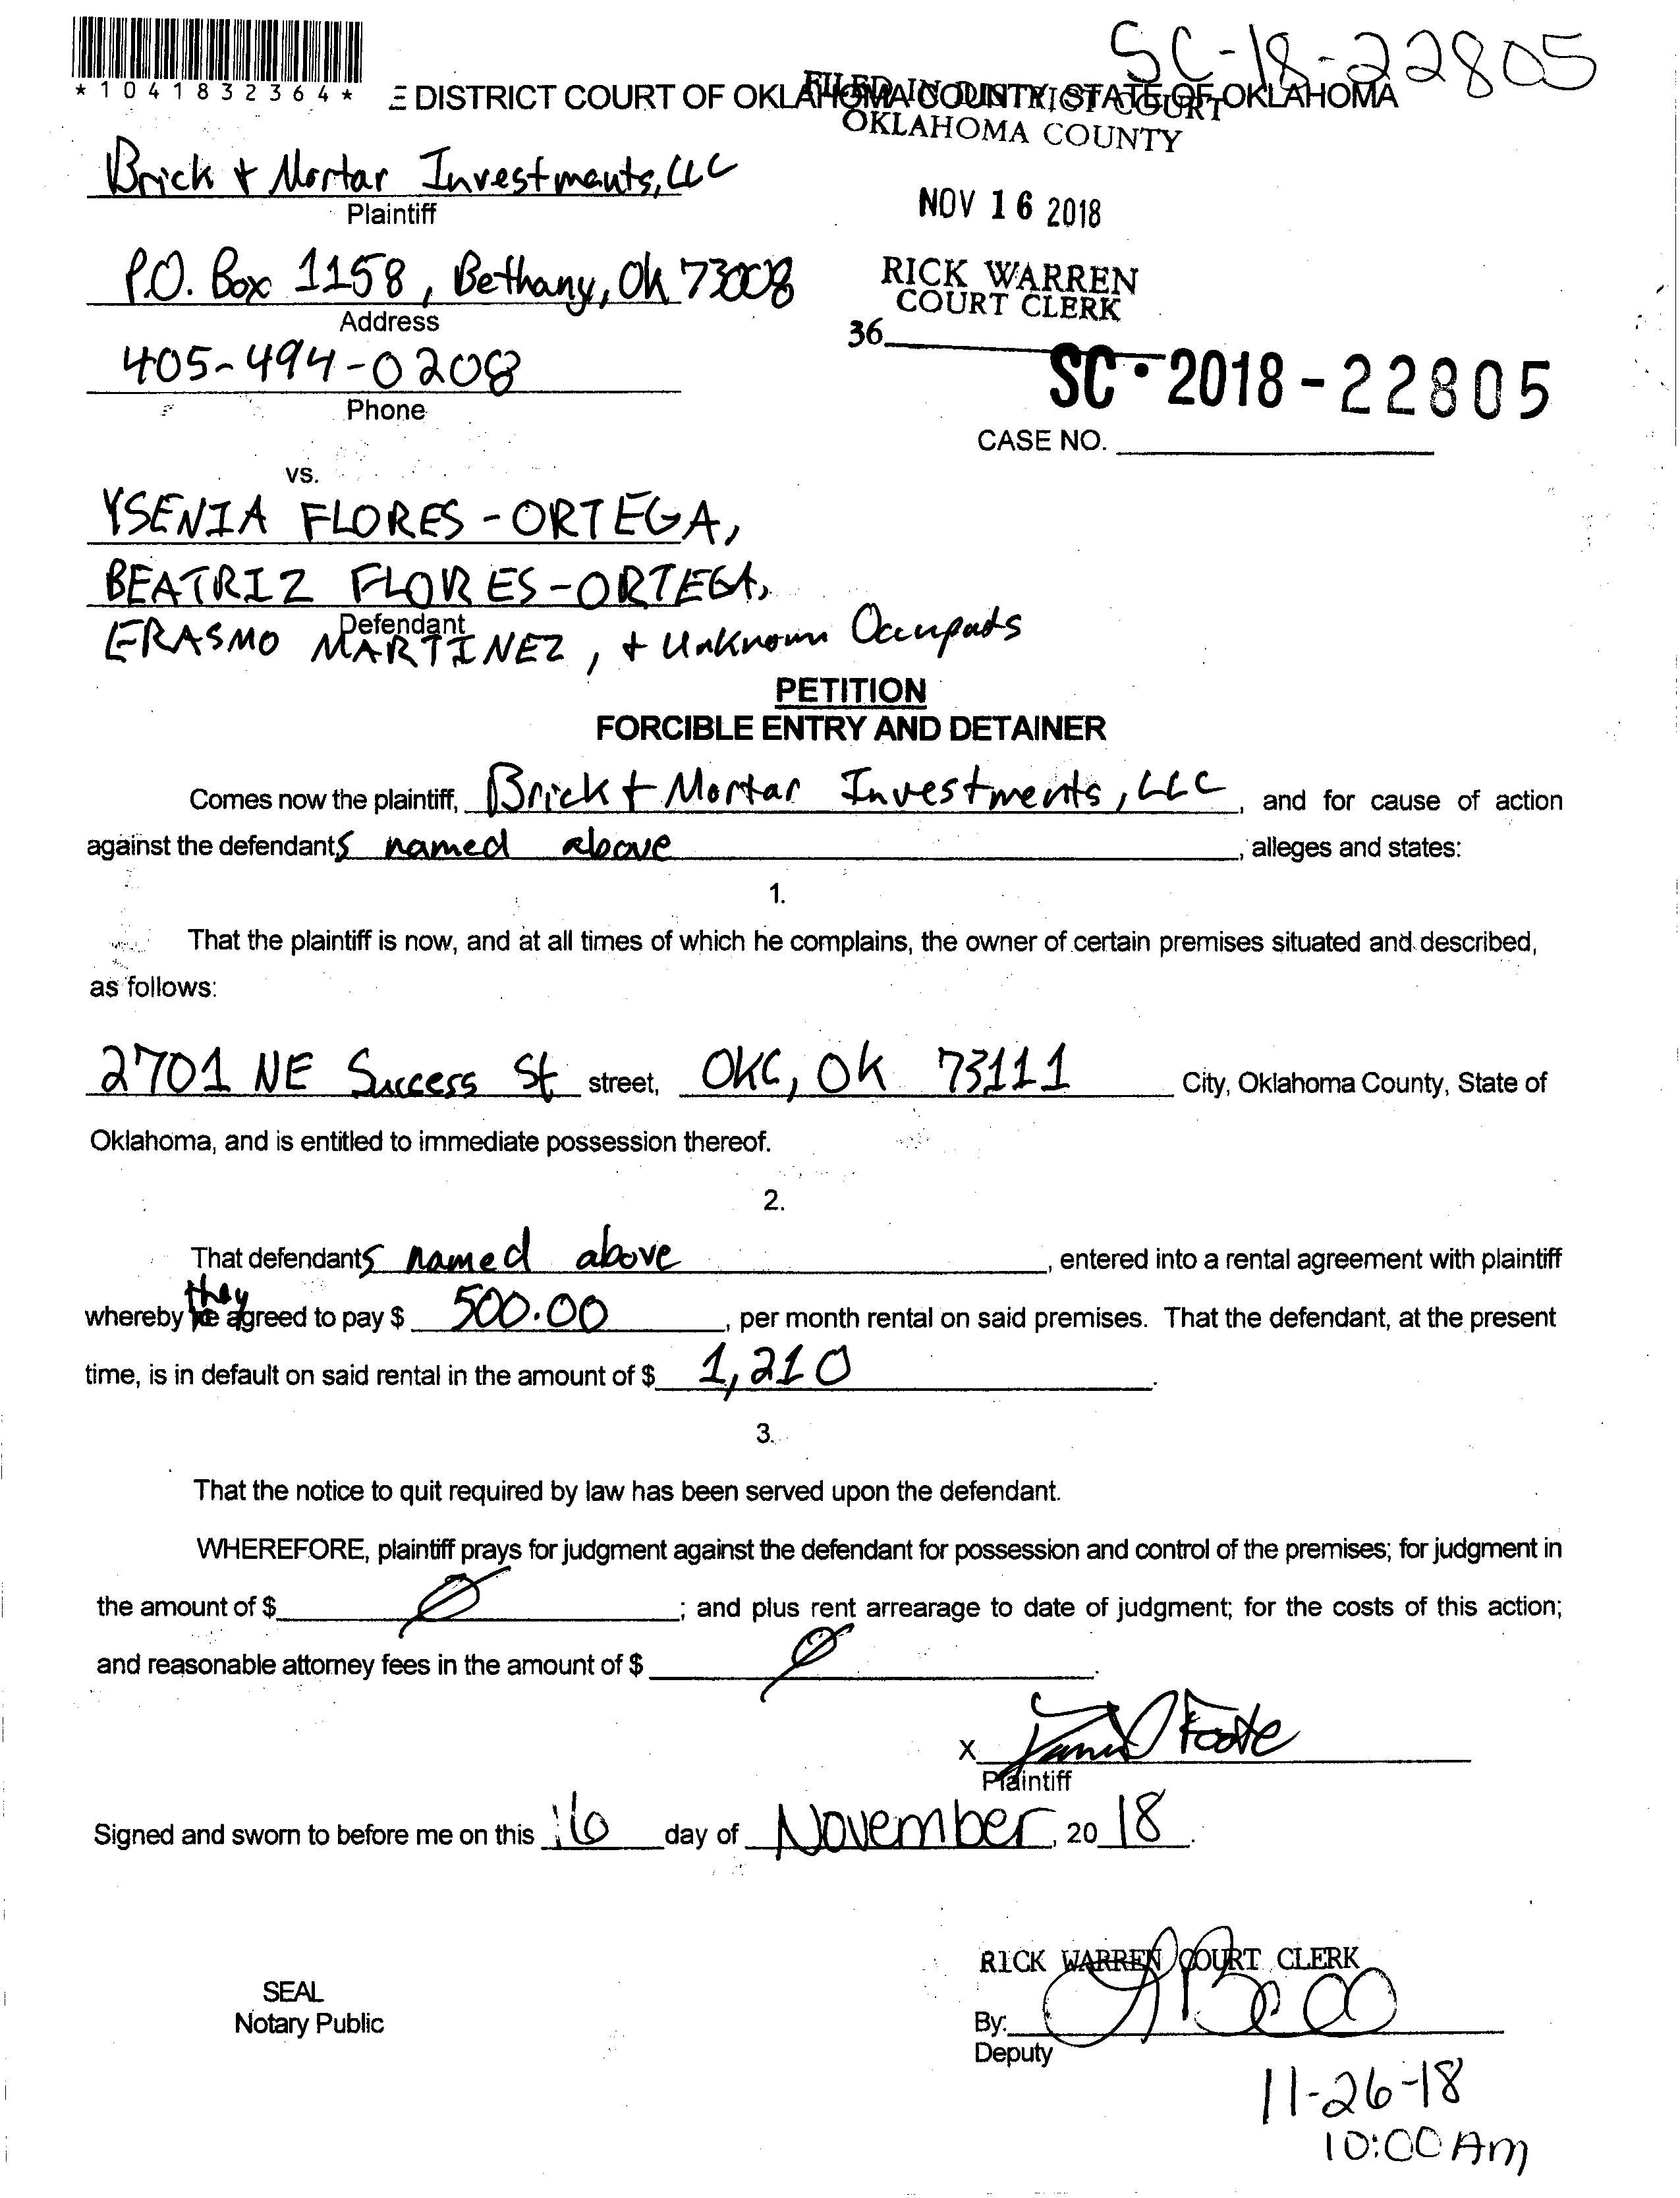 SC-18-22805
*1041832364*
E DISTRICT COURT OF OKLAHOMA COUNTY, STATE OF OKLAHOMA
FILED IN DISTRICT COURT
OKLAHOMA COUNTY
Brick + Mortar Investments, LLC
Plaintiff
NOV 16 2018
P.O. Box 1158, Bethany, Ok 73008
Address
RICK WARREN
COURT CLERK
36
405-494-0208
Phone
SC-2018-22805
CASE NO.
vs.
YSENIA FLORES-ORTEGA,
BEATRIZ FLORES-ORTEGA,
Defendant
ERASMO MARTINEZ, + Unknown Occupants
PETITION
FORCIBLE ENTRY AND DETAINER
Comes now the plaintiff, Brick + Mortar Investments, LLC, and for cause of action
against the defendants named above, alleges and states:
1.
That the plaintiff is now, and at all times of which he complains, the owner of certain premises situated and described,
as follows:
2701 NE Success St street, OKC, OK 73111 City, Oklahoma County, State of
Oklahoma, and is entitled to immediate possession thereof.
2.
That defendants named above, entered into a rental agreement with plaintiff
whereby they agreed to pay $ 500.00, per month rental on said premises. That the defendant, at the present
time, is in default on said rental in the amount of $ 1,210.
3.
That the notice to quit required by law has been served upon the defendant.
WHEREFORE, plaintiff prays for judgment against the defendant for possession and control of the premises; for judgment in
the amount of $ Ø; and plus rent arrearage to date of judgment; for the costs of this action;
and reasonable attorney fees in the amount of $ Ø.
X Foote
Plaintiff
Signed and sworn to before me on this 16 day of November, 2018.
RICK WARREN COURT CLERK
SEAL
Notary Public
By:
Deputy
11-26-18
10:00 Am